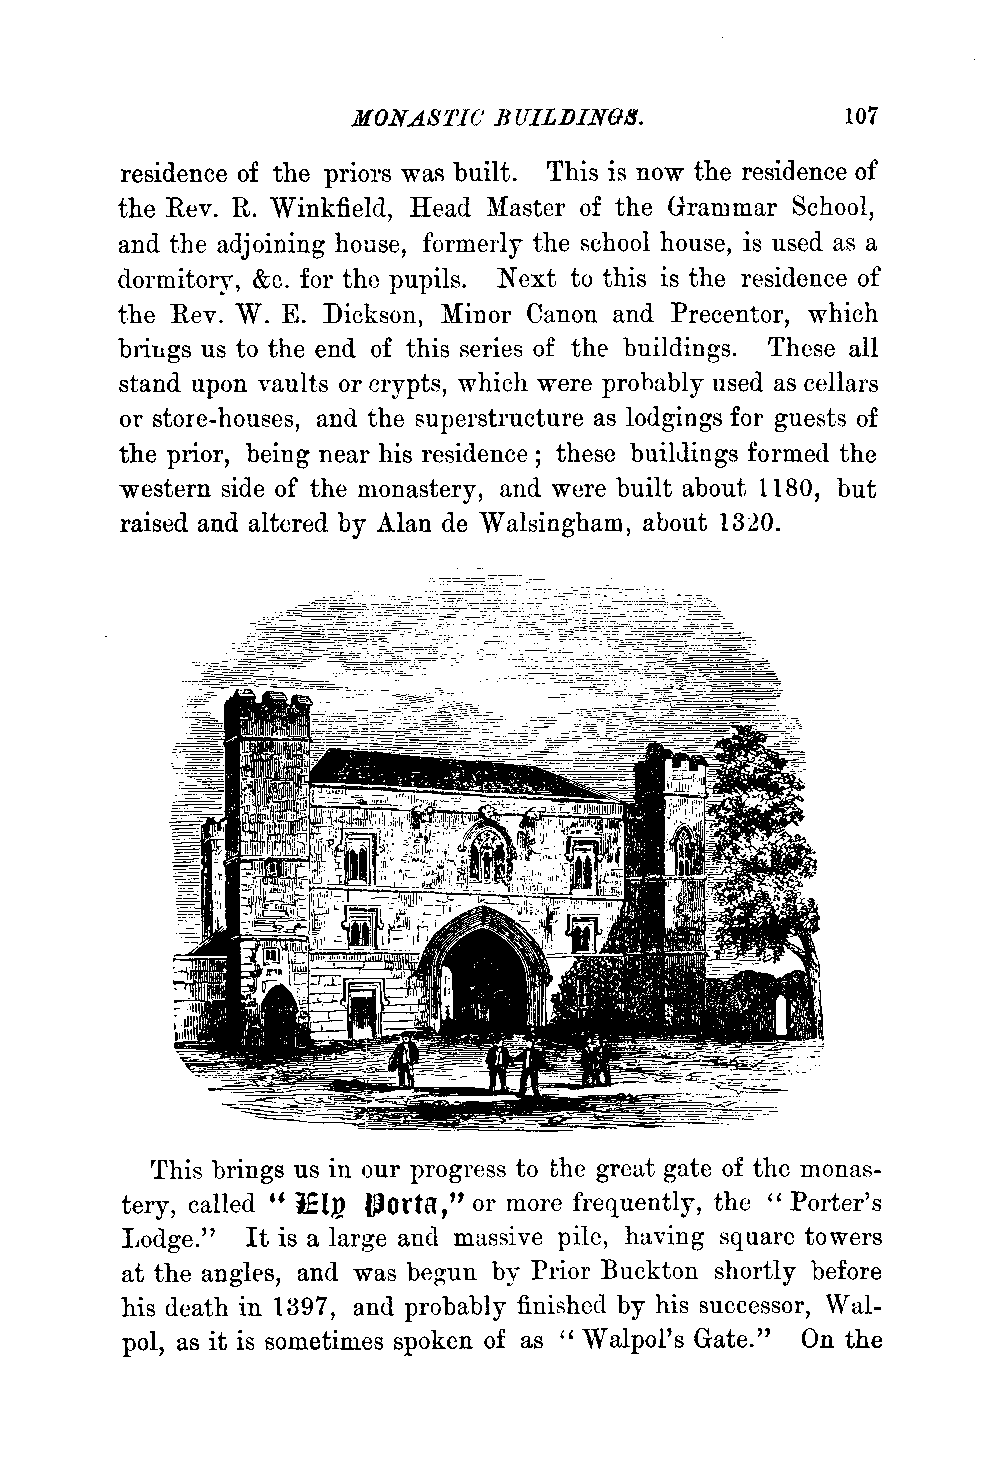 MONASTIC BUILDINGS. 107
residence of the priors was built. This is now the residence of
the Rev. R. Winkfield, Head Master of the Grammar School,
and the adjoining house, formerly the school house, is used as a
dormitory, &c. for the pupils. Next to this is the residence of
the Rev. W. E. Dickson, Minor Canon and Precentor, which
brings us to the end of this series of the buildings. These all
stand upon vaults or crypts, which were probably used as cellars
or store-houses, and the superstructure as lodgings for guests of
the prior, being near his residence; these buildings formed the
western side of the monastery, and were built about 1180, but
raised and altered by Alan de Walsingham, about 1320.
This brings us in our progress to the great gate of the monas-
tery, called "Ely Porta," or more frequently, the "Porter's
Lodge." It is a large and massive pile, having square towers
at the angles, and was begun by Prior Buckton shortly before
his death in 1397, and probably finished by his successor, Wal-
pol, as it is sometimes spoken of as "Walpol's Gate." On the